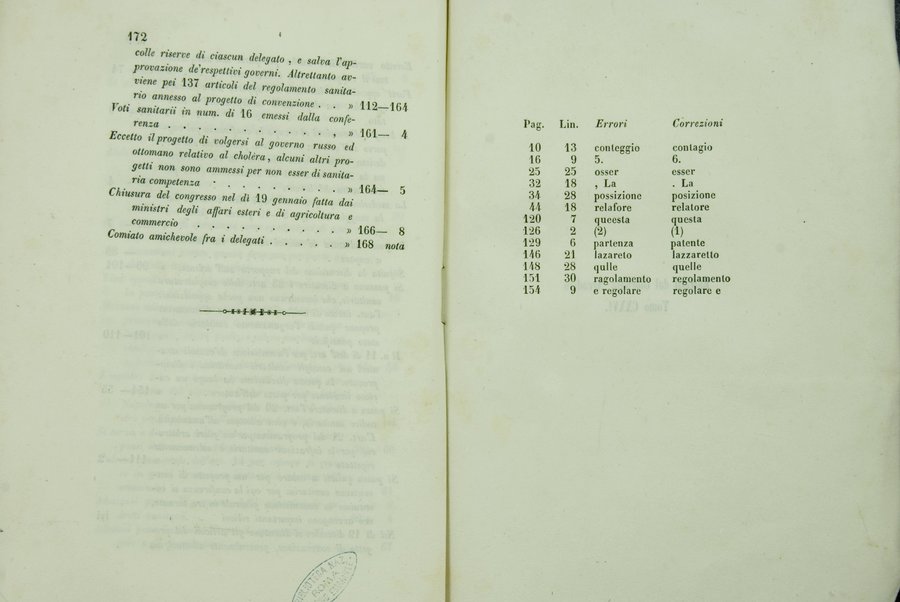 172
colle riserve di ciascun delegato, e salva l'ap-
provazione de'respettivi governi. Altrettanto av-
viene pei 137 articoli del regolamento sanita-
rio annesso al progetto di convenzione . . » 112—164
Voti sanitarii in num. di 16 emessi dalla confe-
renza . . . . . . . . . . . , » 161— 4
Eccetto il progetto di volgersi al governo russo ed
ottomano relativo al cholèra, alcuni altri pro-
getti non sono ammessi per non esser di sanita-
ria competenza . . . . . . . . . » 164— 5
Chiusura del congresso nel dì 19 gennaio fatta dai
ministri degli affari esteri e di agricoltura e
commercio . . . . . . . . . . » 166— 8
Comiato amichevole fra i delegati . . . . . » 168 nota
Pag. Lin. Errori Correzioni
10 13 conteggio contagio
16 9 5. 6.
25 25 osser esser
32 18 , La . La
34 28 possizione posizione
44 18 relafore relatore
120 7 queesta questa
126 2 (2) (1)
129 6 partenza patente
146 21 lazareto lazzaretto
148 28 qulle quelle
151 30 ragolamento regolamento
154 9 e regolare regolare e
ROMA